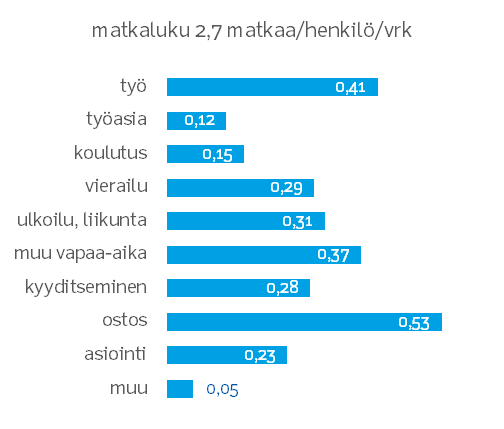 matkaluku 2,7 matkaa/henkilö/vrk
työ 0,41
työasia 0,12
koulutus 0,15
vierailu 0,29
ulkoilu, liikunta 0,31
muu vapaa-aika 0,37
kyyditseminen 0,28
ostos 0,53
asiointi 0,23
muu 0,05